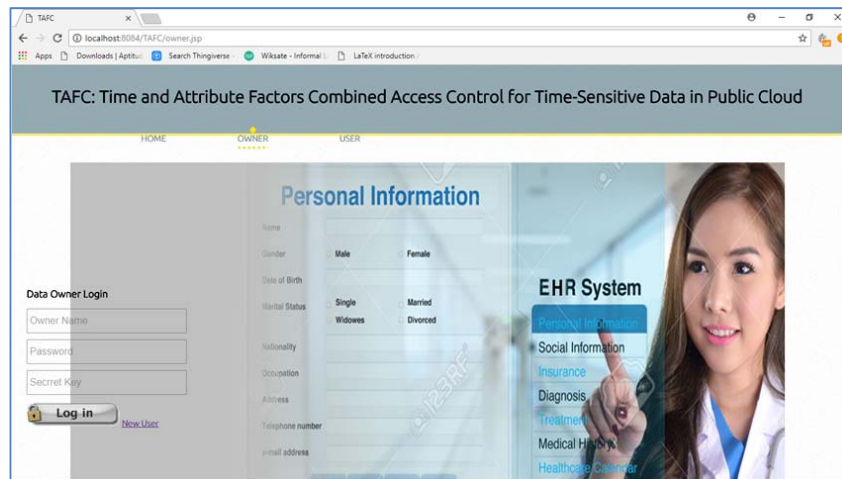 TAFC
localhost:8084/TAFC/owner.jsp
Apps Downloads | Aptitu Search Thingiverse - Wiksate - Informal L LaTeX introduction /
TAFC: Time and Attribute Factors Combined Access Control for Time-Sensitive Data in Public Cloud
HOME OWNER USER
Personal Information
Name
Gender Male Female
Date of Birth
Marital Status Single Married
Widowes Divorced
Nationality
Occupation
Address
Telephone number
e-mail address
EHR System
Personal Information
Social Information
Insurance
Diagnosis
Treatment
Medical History
Healthcare Calendar
123RF
Data Owner Login
Owner Name
Password
Secrret Key
Log in
New User